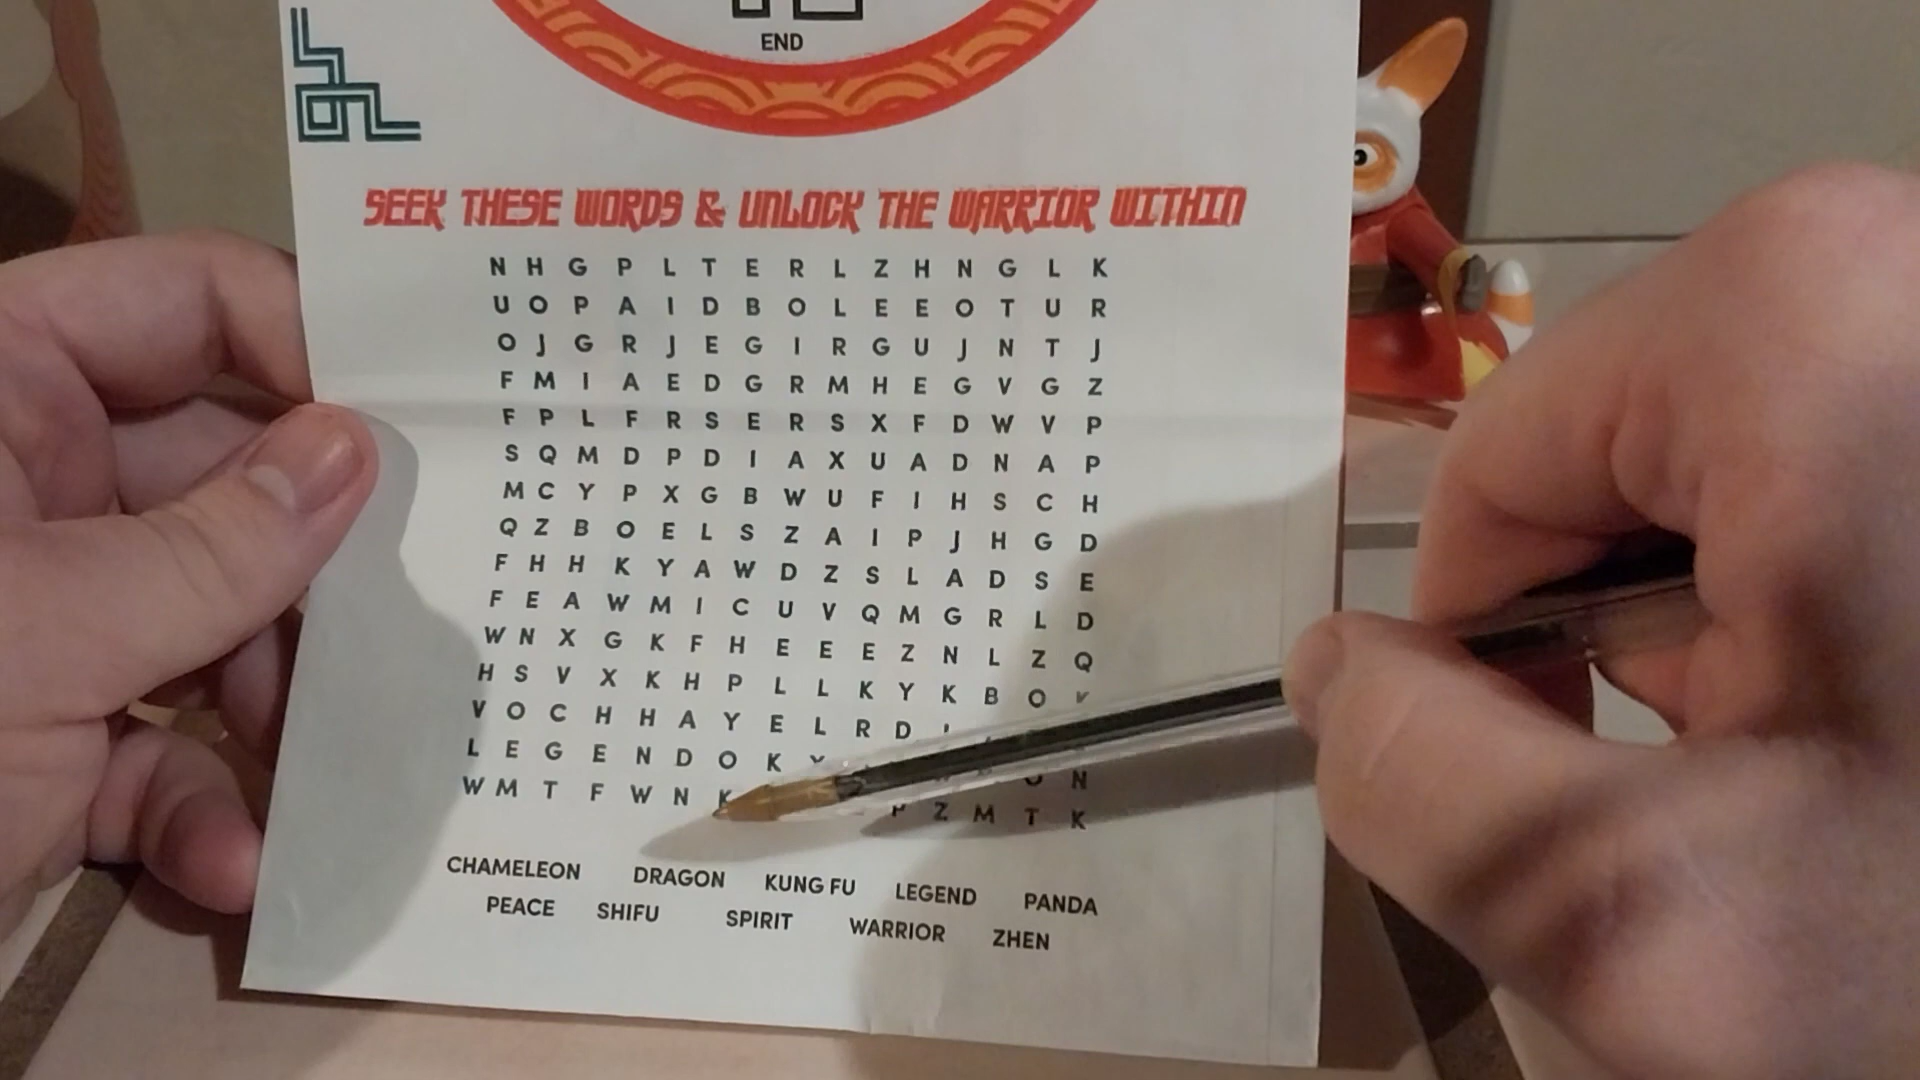 END
SEEK THESE WORDS & UNLOCK THE WARRIOR WITHIN
N H G P L T E R L Z H N G L K
U O P A I D B O L E E O T U R
O J G R J E G I R G U J N T J
F M I A E D G R M H E G V G Z
F P L F R S E R S X F D W V P
S Q M D P D I A X U A D N A P
M C Y P X G B W U F I H S C H
Q Z B O E L S Z A I P J H G D
F H H K Y A W D Z S L A D S E
F E A W M I C U V Q M G R L D
W N X G K F H E E E Z N L Z Q
H S V X K H P L L K Y K B O
V O C H H A Y E L R D
L E G E N D O K N
W M T F W N K Z M T K
CHAMELEON DRAGON KUNG FU LEGEND PANDA
PEACE SHIFU SPIRIT WARRIOR ZHEN